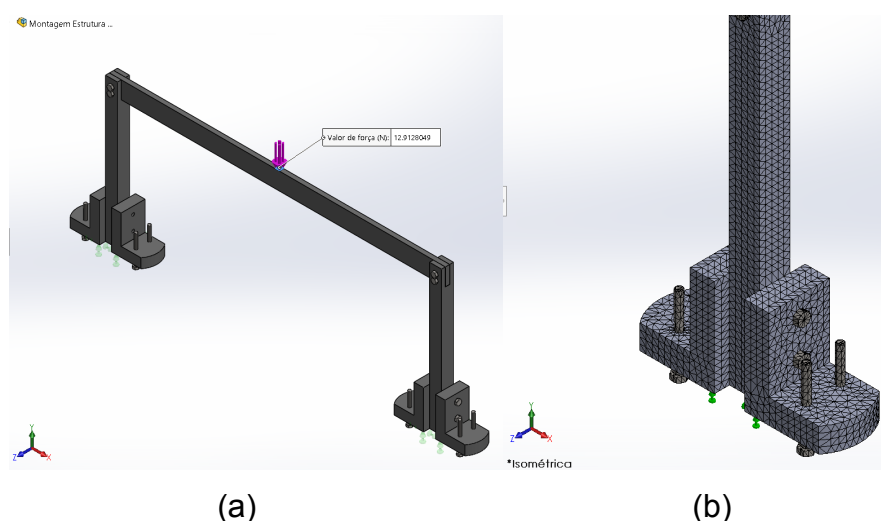 Montagem Estrutura ...
Valor de força (N): 12.9128049
Y
Z
X
Y
Z
X
*Isométrica
(a)
(b)